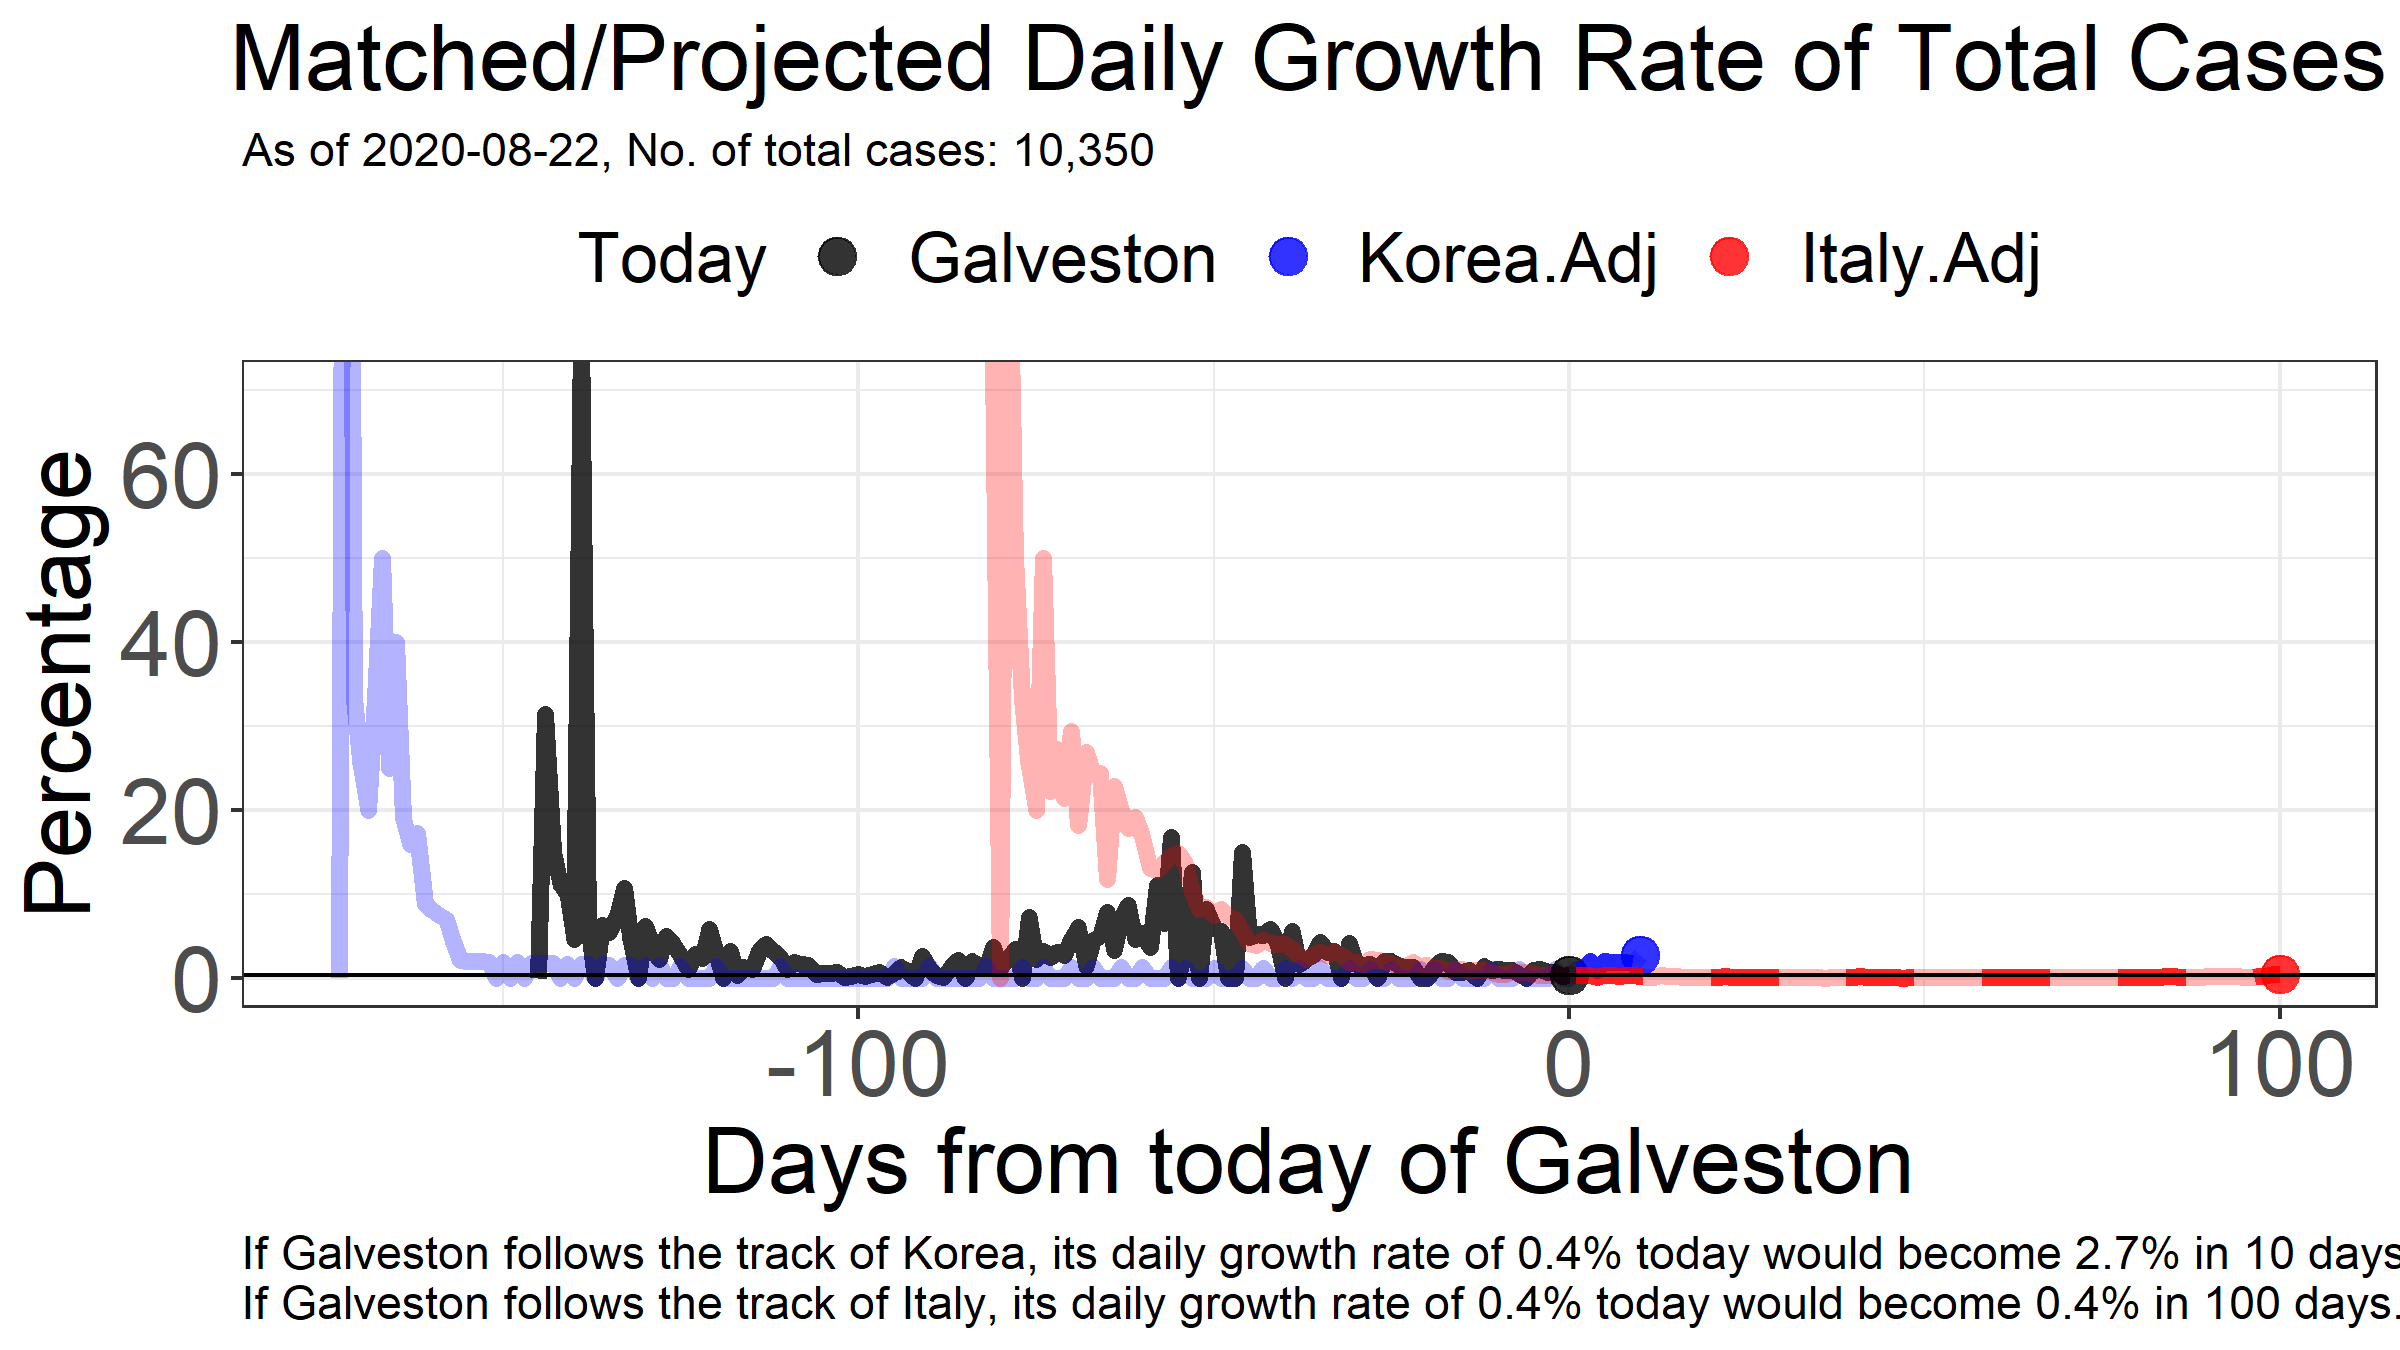 Matched/Projected Daily Growth Rate of Total Cases
As of 2020-08-22, No. of total cases: 10,350
Today Galveston Korea.Adj Italy.Adj
Percentage
60
40
20
0
-100 0 100
Days from today of Galveston
If Galveston follows the track of Korea, its daily growth rate of 0.4% today would become 2.7% in 10 days
If Galveston follows the track of Italy, its daily growth rate of 0.4% today would become 0.4% in 100 days.